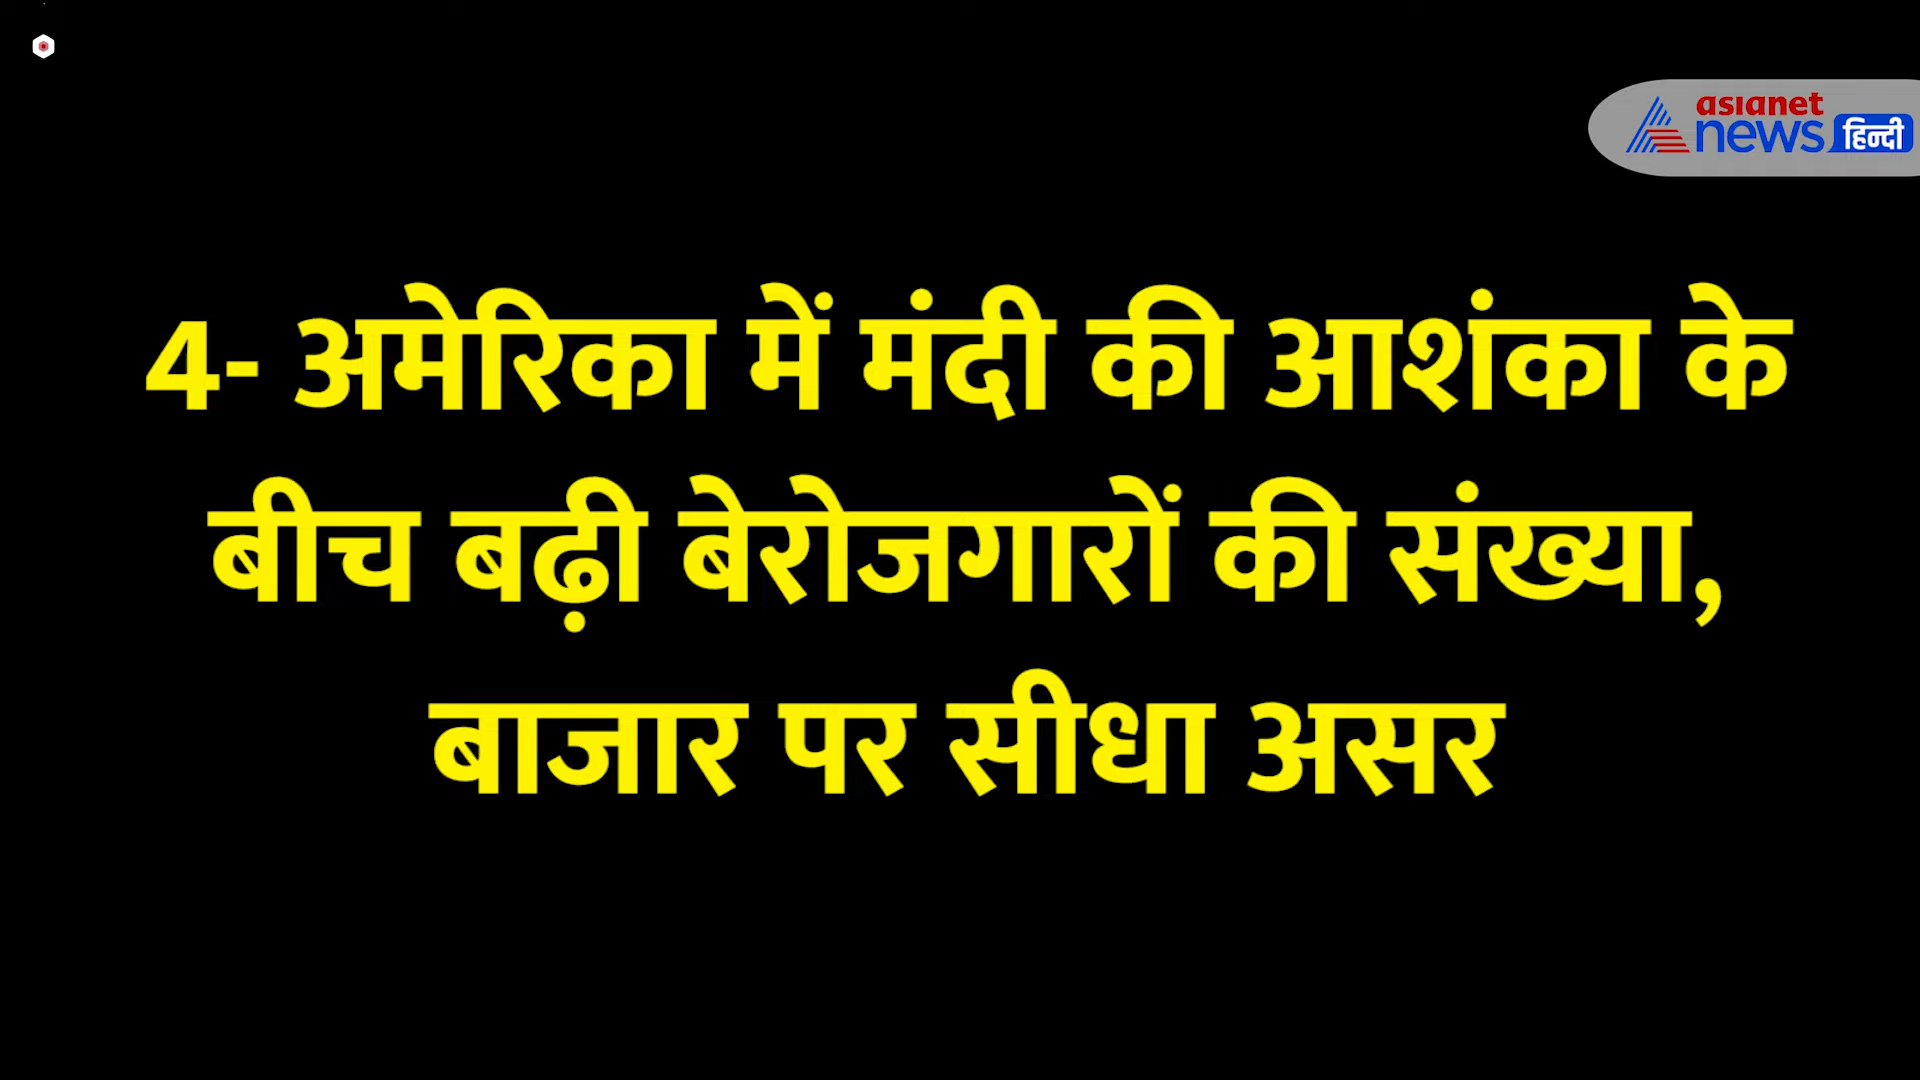 asianet
news हिन्दी
4- अमेरिका में मंदी की आशंका के
बीच बढ़ी बेरोजगारों की संख्या,
बाजार पर सीधा असर